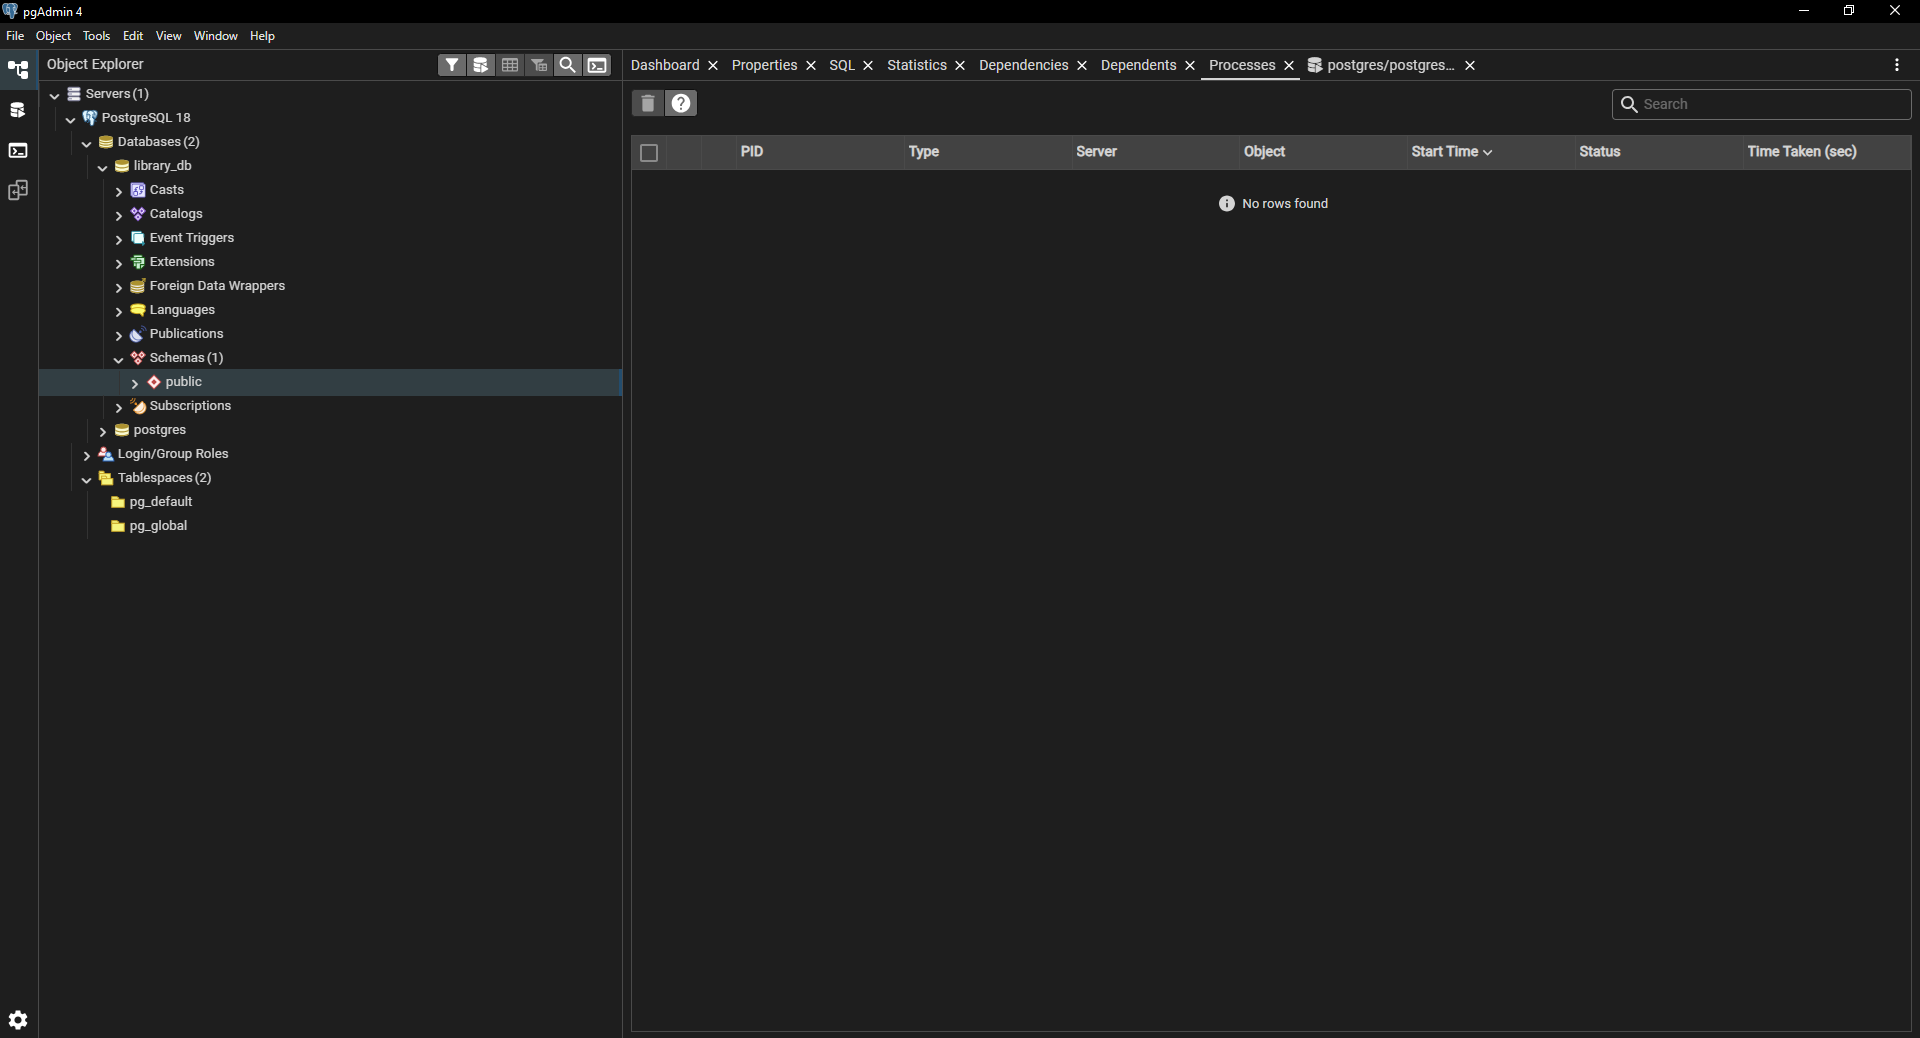 pgAdmin 4
File Object Tools Edit View Window Help
Object Explorer
Dashboard Properties SQL Statistics Dependencies Dependents Processes postgres/postgres...
Search
PID Type Server Object Start Time Status Time Taken (sec)
No rows found
Servers (1)
PostgreSQL 18
Databases (2)
library_db
Casts
Catalogs
Event Triggers
Extensions
Foreign Data Wrappers
Languages
Publications
Schemas (1)
public
Subscriptions
postgres
Login/Group Roles
Tablespaces (2)
pg_default
pg_global